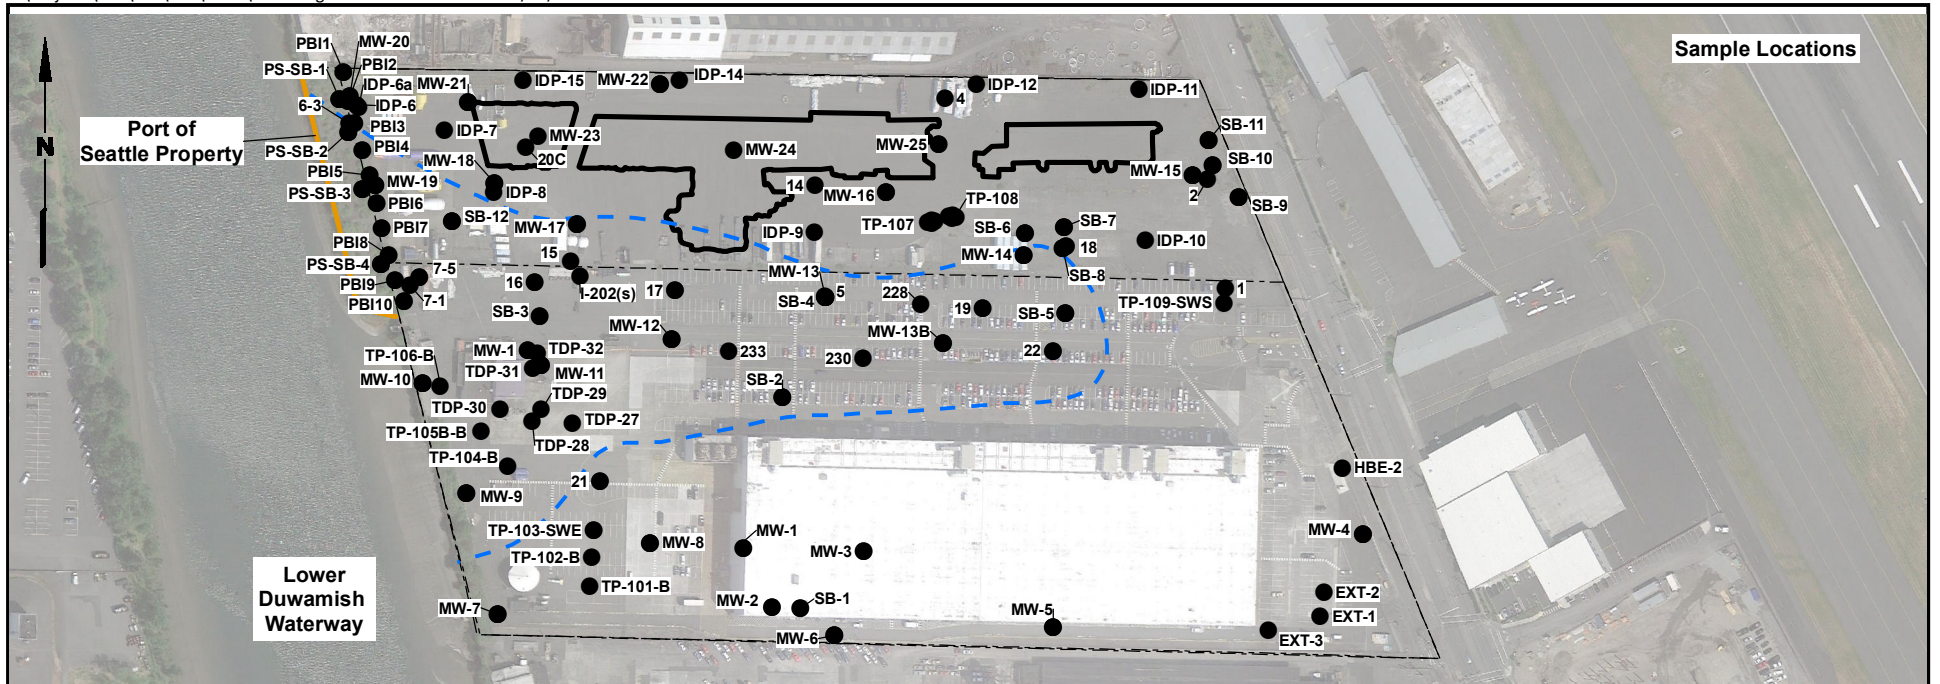 Sample Locations
PBI1
MW-20
PS-SB-1
PBI2
IDP-6a
MW-21
IDP-15
MW-22
IDP-14
IDP-12
IDP-11
4
6-3
IDP-6
Port of
Seattle Property
PBI3
IDP-7
MW-23
SB-11
PS-SB-2
PBI4
20C
MW-24
MW-25
MW-18
SB-10
PBI5
MW-19
MW-15
PS-SB-3
IDP-8
14
MW-16
2
PBI6
SB-9
SB-12
MW-17
TP-107
TP-108
SB-7
PBI7
IDP-9
SB-6
IDP-10
PBI8
15
MW-14
18
PS-SB-4
7-5
MW-13
SB-8
PBI9
16
I-202(s)
17
5
228
1
PBI10
7-1
SB-4
TP-109-SWS
SB-3
19
SB-5
MW-12
MW-13B
MW-1
TDP-32
233
230
22
TP-106-B
TDP-31
MW-11
MW-10
SB-2
TDP-29
TDP-30
TDP-27
TP-105B-B
TDP-28
TP-104-B
HBE-2
21
MW-9
TP-103-SWE
MW-1
MW-4
MW-8
MW-3
TP-102-B
Lower
Duwamish
Waterway
TP-101-B
EXT-2
MW-7
MW-2
SB-1
MW-5
EXT-1
MW-6
EXT-3
N